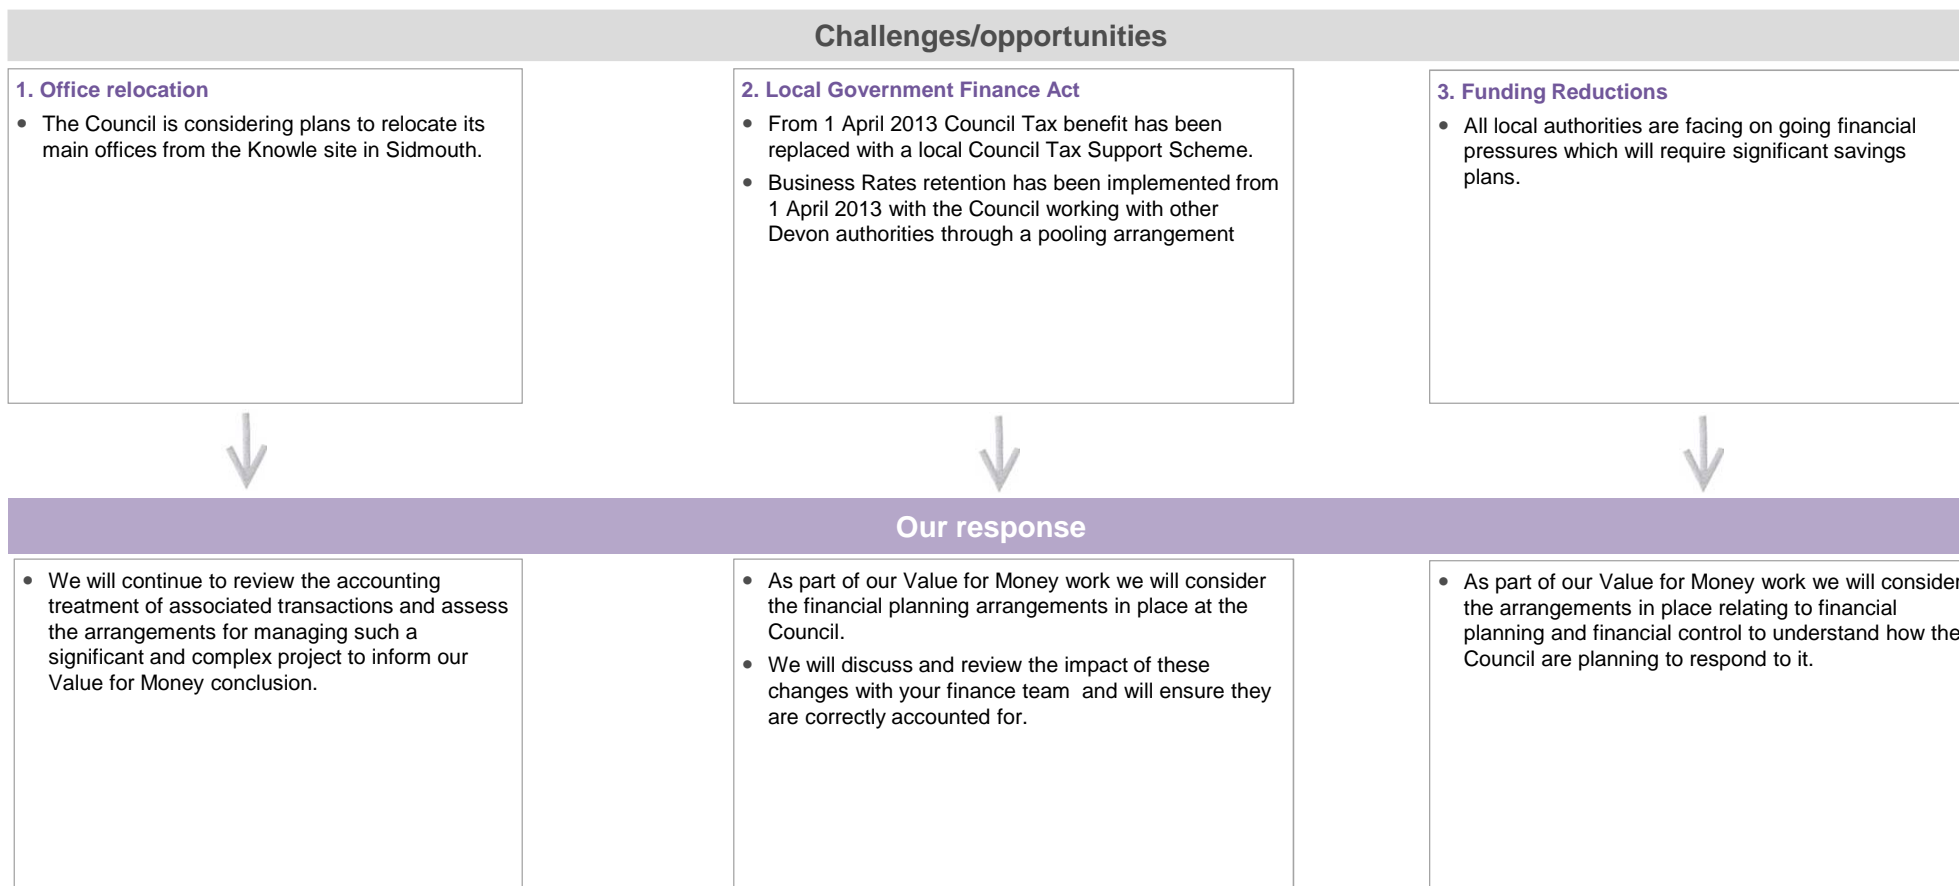 Challenges/opportunities
1. Office relocation
• The Council is considering plans to relocate its
main offices from the Knowle site in Sidmouth.
2. Local Government Finance Act
• From 1 April 2013 Council Tax benefit has been
replaced with a local Council Tax Support Scheme.
• Business Rates retention has been implemented from
1 April 2013 with the Council working with other
Devon authorities through a pooling arrangement
3. Funding Reductions
• All local authorities are facing on going financial
pressures which will require significant savings
plans.
Our response
• We will continue to review the accounting
treatment of associated transactions and assess
the arrangements for managing such a
significant and complex project to inform our
Value for Money conclusion.
• As part of our Value for Money work we will consider
the financial planning arrangements in place at the
Council.
• We will discuss and review the impact of these
changes with your finance team and will ensure they
are correctly accounted for.
• As part of our Value for Money work we will consider
the arrangements in place relating to financial
planning and financial control to understand how the
Council are planning to respond to it.